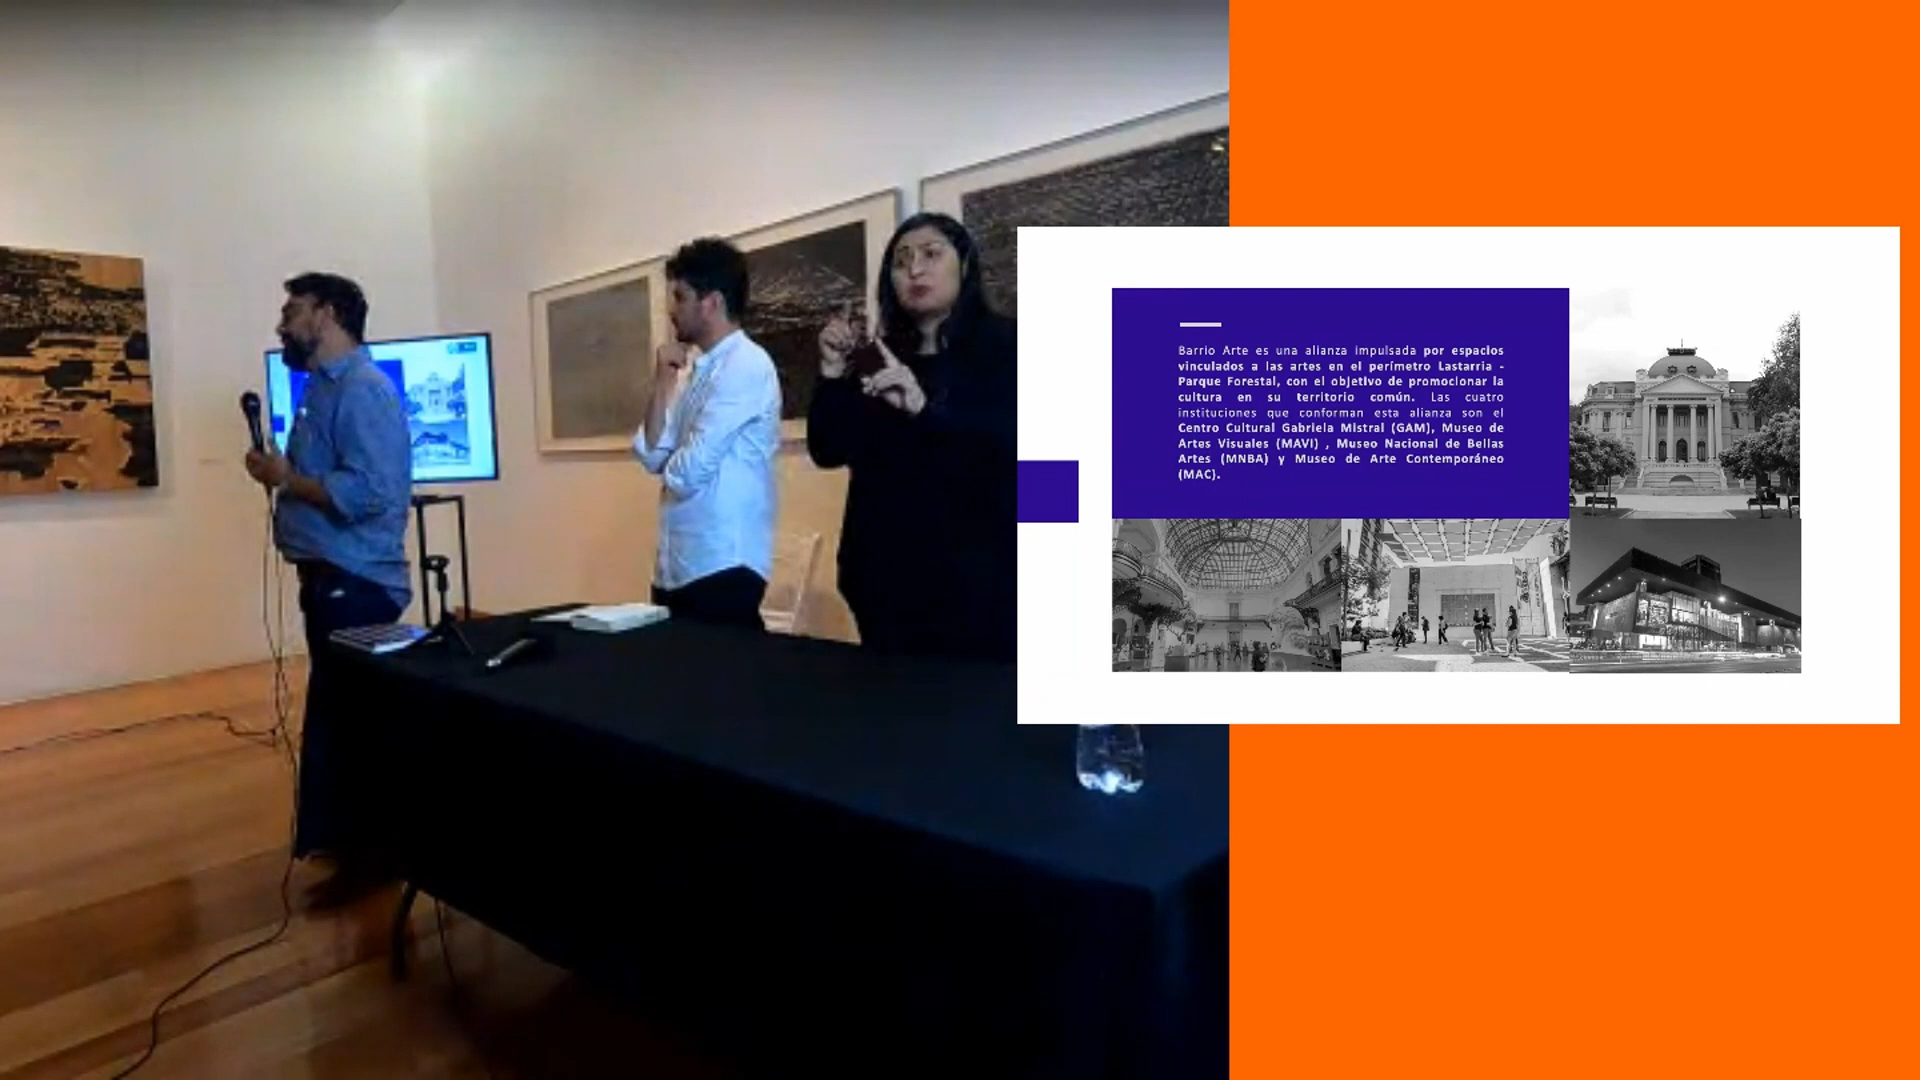 Barrio Arte es una alianza impulsada por espacios
vinculados a las artes en el perímetro Lastarria -
Parque Forestal, con el objetivo de promocionar la
cultura en su territorio común. Las cuatro
instituciones que conforman esta alianza son el
Centro Cultural Gabriela Mistral (GAM), Museo de
Artes Visuales (MAVI) , Museo Nacional de Bellas
Artes (MNBA) y Museo de Arte Contemporáneo
(MAC).